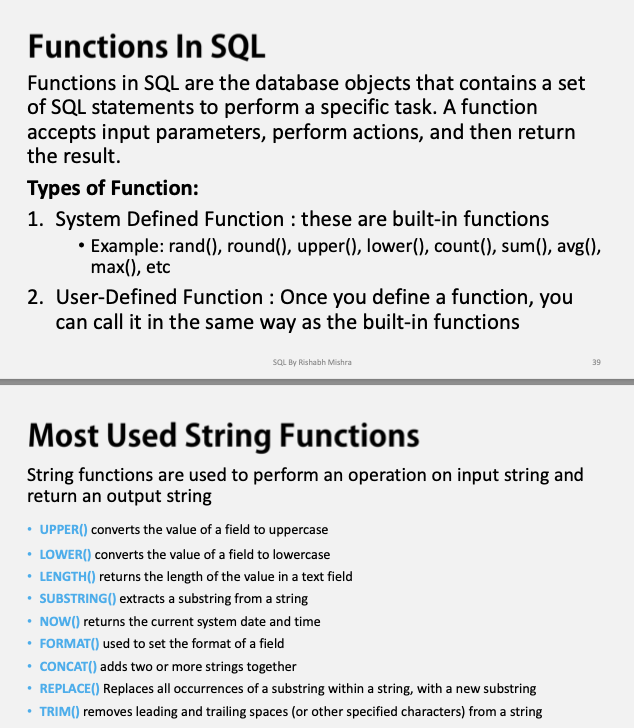 Functions In SQL
Functions in SQL are the database objects that contains a set
of SQL statements to perform a specific task. A function
accepts input parameters, perform actions, and then return
the result.
Types of Function:
1. System Defined Function : these are built-in functions
• Example: rand(), round(), upper(), lower(), count(), sum(), avg(),
max(), etc
2. User-Defined Function : Once you define a function, you
can call it in the same way as the built-in functions
SQL By Rishabh Mishra 39
Most Used String Functions
String functions are used to perform an operation on input string and
return an output string
• UPPER() converts the value of a field to uppercase
• LOWER() converts the value of a field to lowercase
• LENGTH() returns the length of the value in a text field
• SUBSTRING() extracts a substring from a string
• NOW() returns the current system date and time
• FORMAT() used to set the format of a field
• CONCAT() adds two or more strings together
• REPLACE() Replaces all occurrences of a substring within a string, with a new substring
• TRIM() removes leading and trailing spaces (or other specified characters) from a string